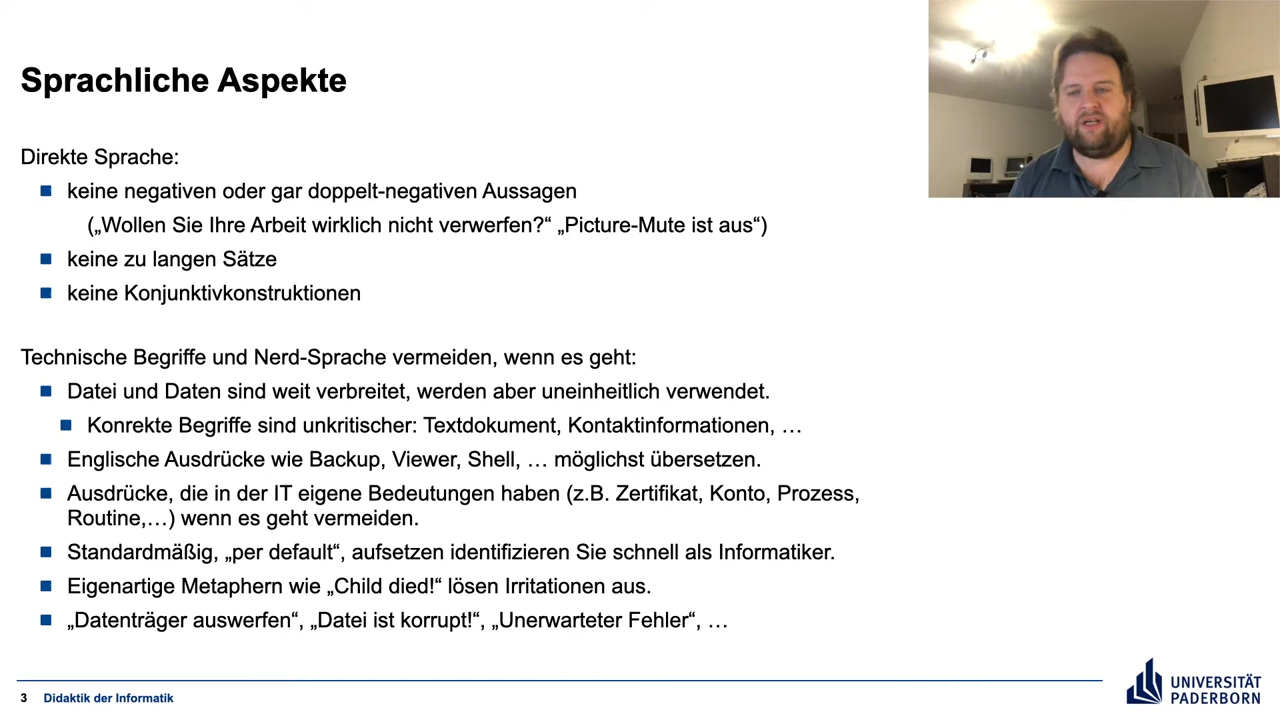 Sprachliche Aspekte
Direkte Sprache:
keine negativen oder gar doppelt-negativen Aussagen
(„Wollen Sie Ihre Arbeit wirklich nicht verwerfen?“ „Picture-Mute ist aus“)
keine zu langen Sätze
keine Konjunktivkonstruktionen
Technische Begriffe und Nerd-Sprache vermeiden, wenn es geht:
Datei und Daten sind weit verbreitet, werden aber uneinheitlich verwendet.
Konrekte Begriffe sind unkritischer: Textdokument, Kontaktinformationen, …
Englische Ausdrücke wie Backup, Viewer, Shell, … möglichst übersetzen.
Ausdrücke, die in der IT eigene Bedeutungen haben (z.B. Zertifikat, Konto, Prozess,
Routine,…) wenn es geht vermeiden.
Standardmäßig, „per default“, aufsetzen identifizieren Sie schnell als Informatiker.
Eigenartige Metaphern wie „Child died!“ lösen Irritationen aus.
„Datenträger auswerfen“, „Datei ist korrupt!“, „Unerwarteter Fehler“, …
3 Didaktik der Informatik
UNIVERSITÄT
PADERBORN